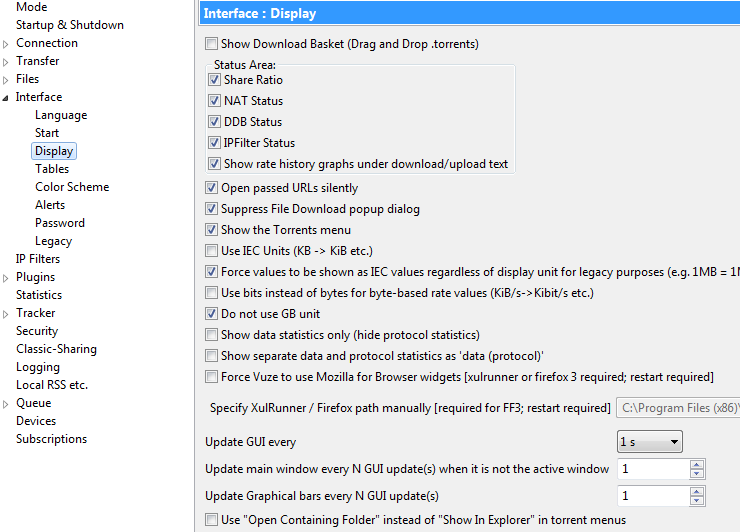 Mode
Startup & Shutdown
Connection
Transfer
Files
Interface
Language
Start
Display
Tables
Color Scheme
Alerts
Password
Legacy
IP Filters
Plugins
Statistics
Tracker
Security
Classic-Sharing
Logging
Local RSS etc.
Queue
Devices
Subscriptions
Interface : Display
Show Download Basket (Drag and Drop .torrents)
Status Area:
Share Ratio
NAT Status
DDB Status
IPFilter Status
Show rate history graphs under download/upload text
Open passed URLs silently
Suppress File Download popup dialog
Show the Torrents menu
Use IEC Units (KB -> KiB etc.)
Force values to be shown as IEC values regardless of display unit for legacy purposes (e.g. 1MB =
Use bits instead of bytes for byte-based rate values (KiB/s->Kibit/s etc.)
Do not use GB unit
Show data statistics only (hide protocol statistics)
Show separate data and protocol statistics as 'data (protocol)'
Force Vuze to use Mozilla for Browser widgets [xulrunner or firefox 3 required; restart required]
Specify XulRunner / Firefox path manually [required for FF3; restart required] C:\Program Files (x86)\
Update GUI every 1 s
Update main window every N GUI update(s) when it is not the active window 1
Update Graphical bars every N GUI update(s) 1
Use "Open Containing Folder" instead of "Show In Explorer" in torrent menus